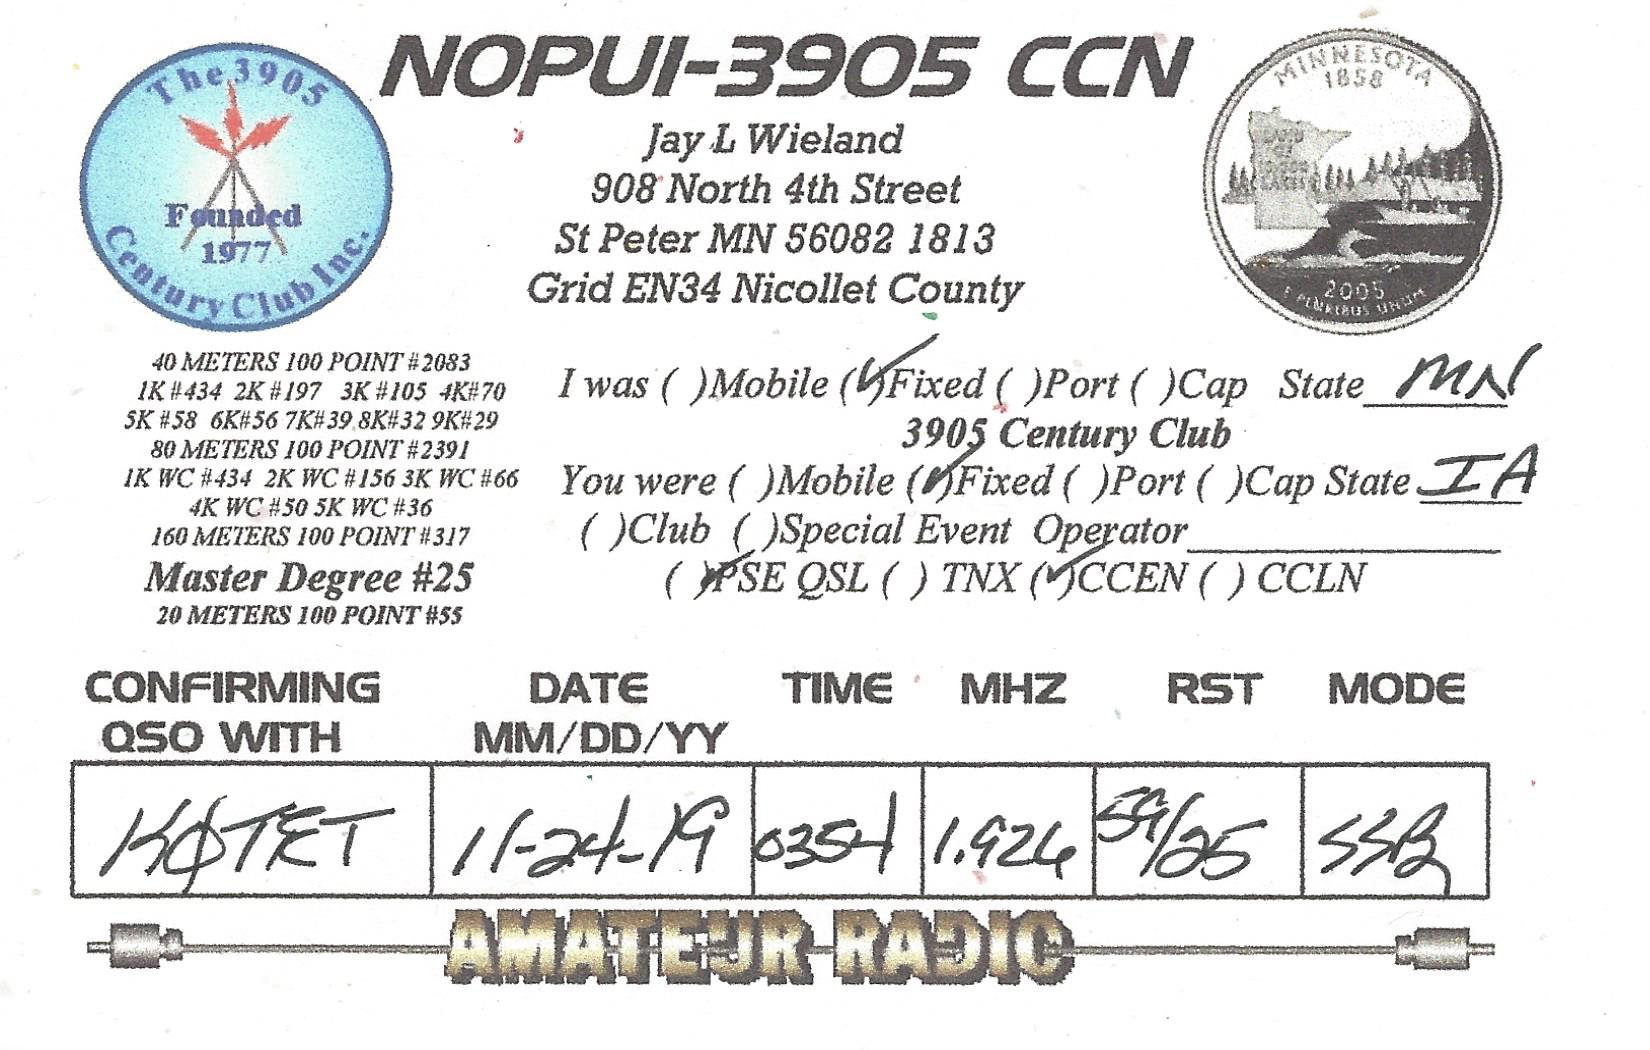 The 3905
Founded
1977
Century Club Inc.
NOPUI-3905 CCN
Jay L Wieland
908 North 4th Street
St Peter MN 56082 1813
Grid EN34 Nicollet County
MINNESOTA
1858
2005
E PLURIBUS UNUM
40 METERS 100 POINT #2083
1K #434 2K #197 3K #105 4K#70
5K #58 6K#56 7K#39 8K#32 9K#29
80 METERS 100 POINT #2391
1K WC #434 2K WC #156 3K WC #66
4K WC #50 5K WC #36
160 METERS 100 POINT #317
Master Degree #25
20 METERS 100 POINT #55
I was ( )Mobile (✓)Fixed ( )Port ( )Cap State MN
3905 Century Club
You were ( )Mobile (✓)Fixed ( )Port ( )Cap State IA
( )Club ( )Special Event Operator
(✓)PSE QSL ( ) TNX (✓)CCEN ( ) CCLN
CONFIRMING QSO WITH DATE MM/DD/YY TIME MHZ RST MODE
KØTET 11-24-19 0354 1.926 59/25 SSB
AMATEUR RADIO